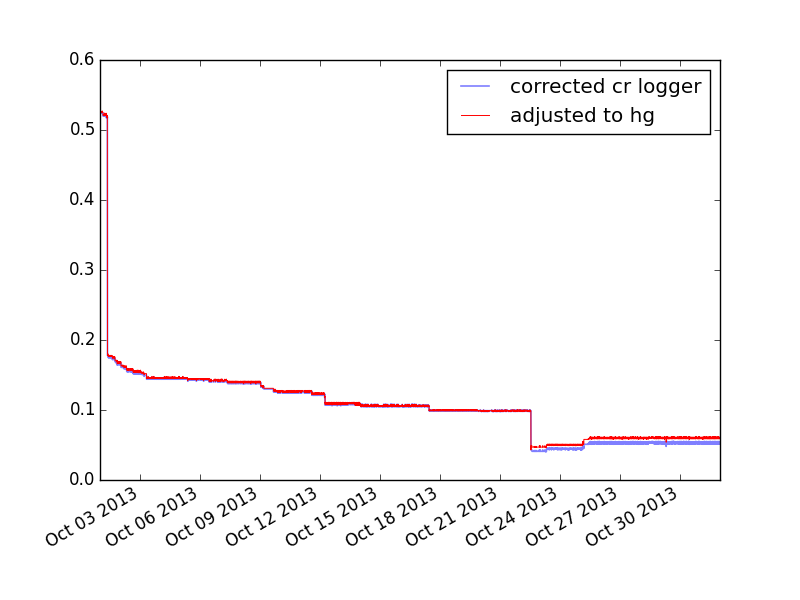 0.6
corrected cr logger
adjusted to hg
0.5
0.4
0.3
0.2
0.1
0.0
Oct 03 2013
Oct 06 2013
Oct 09 2013
Oct 12 2013
Oct 15 2013
Oct 18 2013
Oct 21 2013
Oct 24 2013
Oct 27 2013
Oct 30 2013